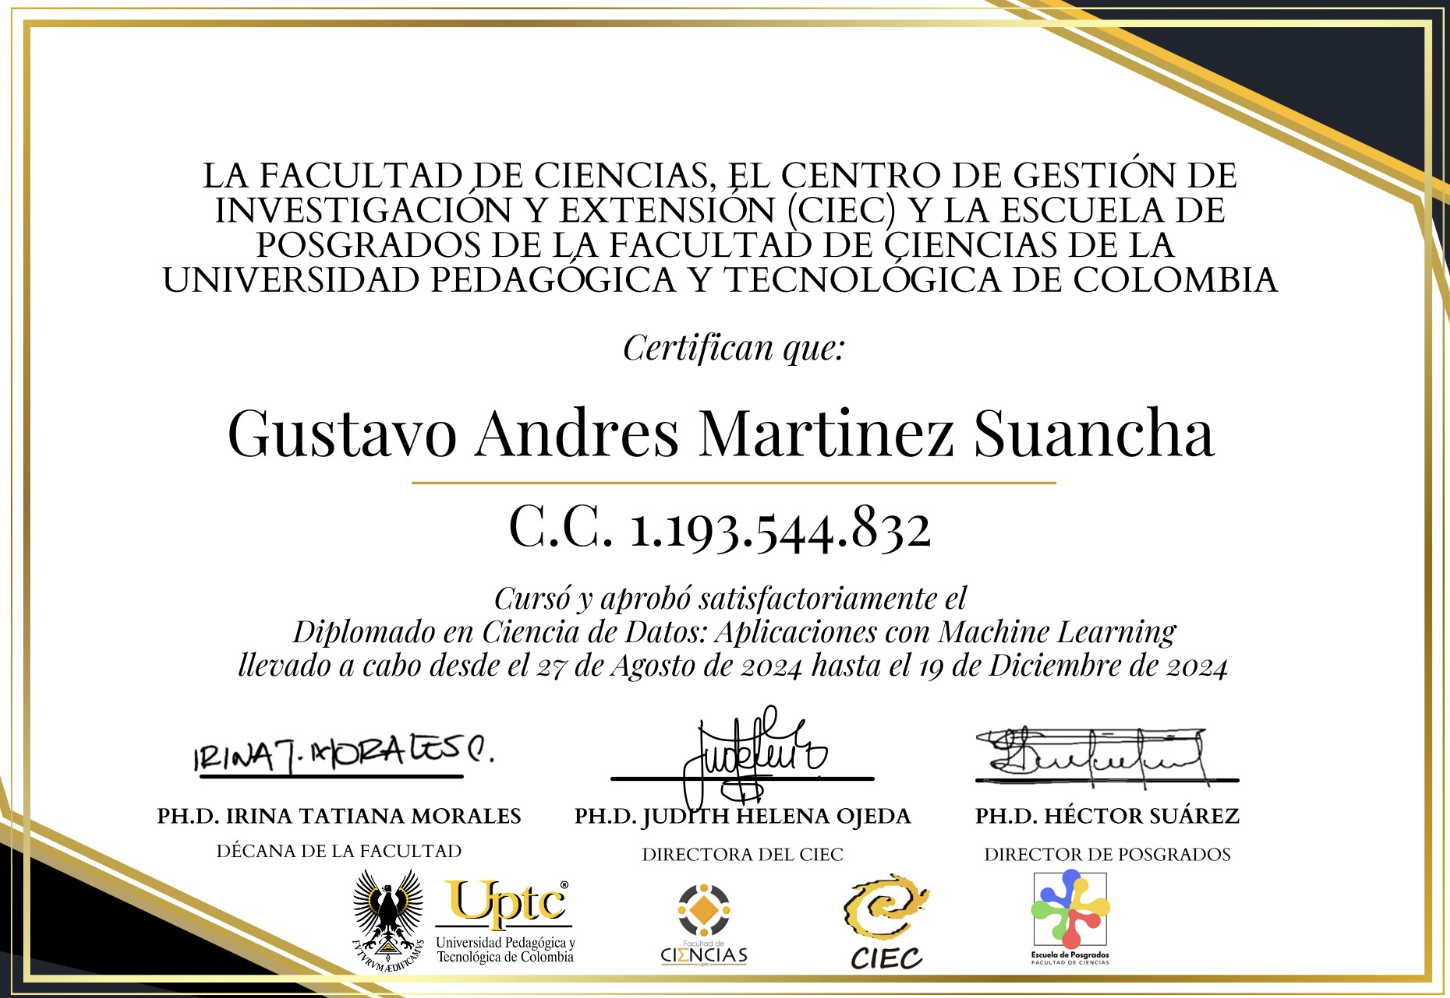 LA FACULTAD DE CIENCIAS, EL CENTRO DE GESTIÓN DE
INVESTIGACIÓN Y EXTENSIÓN (CIEC) Y LA ESCUELA DE
POSGRADOS DE LA FACULTAD DE CIENCIAS DE LA
UNIVERSIDAD PEDAGÓGICA Y TECNOLÓGICA DE COLOMBIA
Certifican que:
Gustavo Andres Martinez Suancha
C.C. 1.193.544.832
Cursó y aprobó satisfactoriamente el
Diplomado en Ciencia de Datos: Aplicaciones con Machine Learning
llevado a cabo desde el 27 de Agosto de 2024 hasta el 19 de Diciembre de 2024
IRINA T. MORALES C.
PH.D. IRINA TATIANA MORALES
DÉCANA DE LA FACULTAD
PH.D. JUDITH HELENA OJEDA
DIRECTORA DEL CIEC
PH.D. HÉCTOR SUÁREZ
DIRECTOR DE POSGRADOS
Uptc®
Universidad Pedagógica y
Tecnológica de Colombia
Facultad de
CIENCIAS
Uptc
CIEC
Escuela de Posgrados
FACULTAD DE CIENCIAS